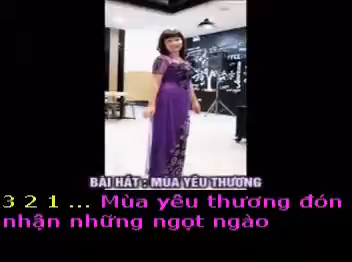 BÀI HÁT : MÙA YÊU THƯƠNG
3 2 1 ... Mùa yêu thương đón
nhận những ngọt ngào